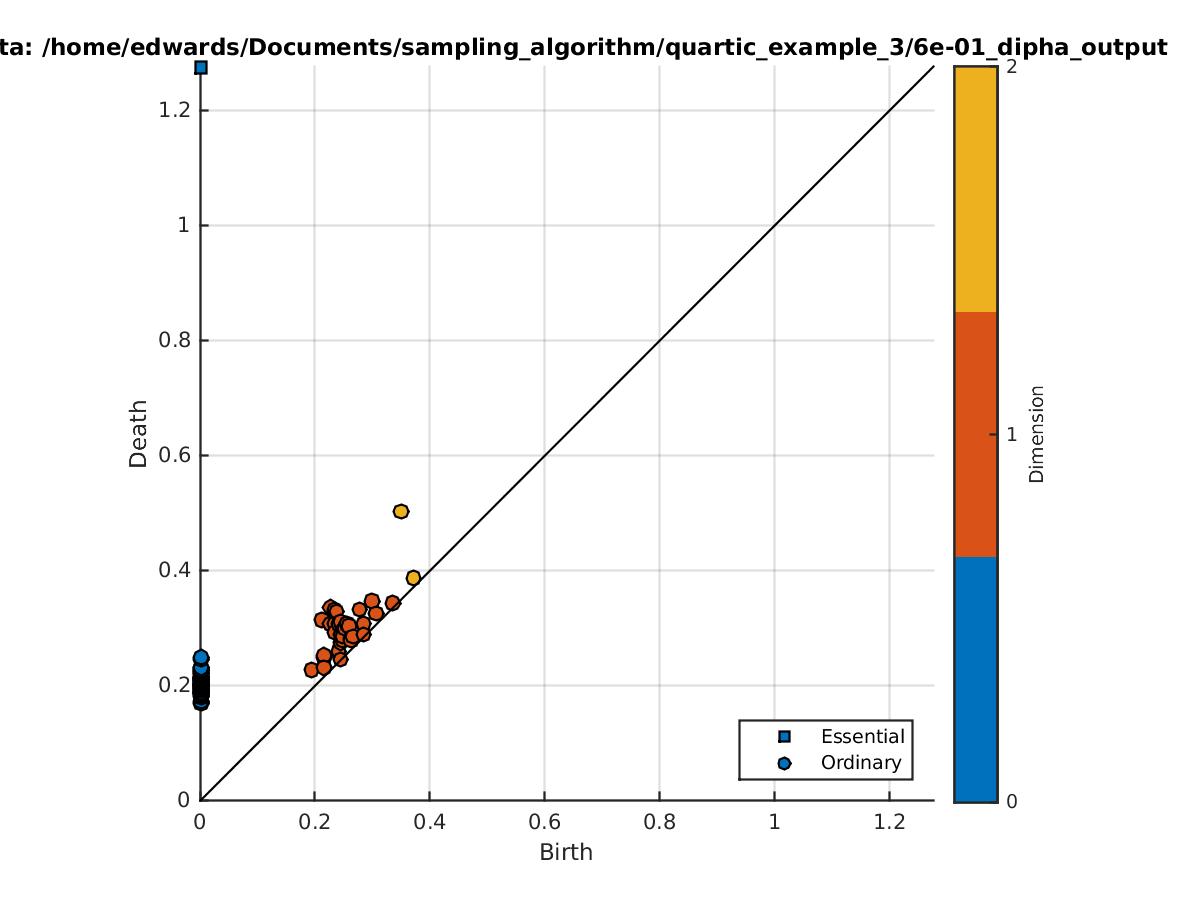 ta: /home/edwards/Documents/sampling_algorithm/quartic_example_3/6e-01_dipha_output
2
1.2
1
0.8
Dimension
1
Death
0.6
0.4
0.2
Essential
Ordinary
0
0
0
0.2
0.4
0.6
0.8
1
1.2
Birth